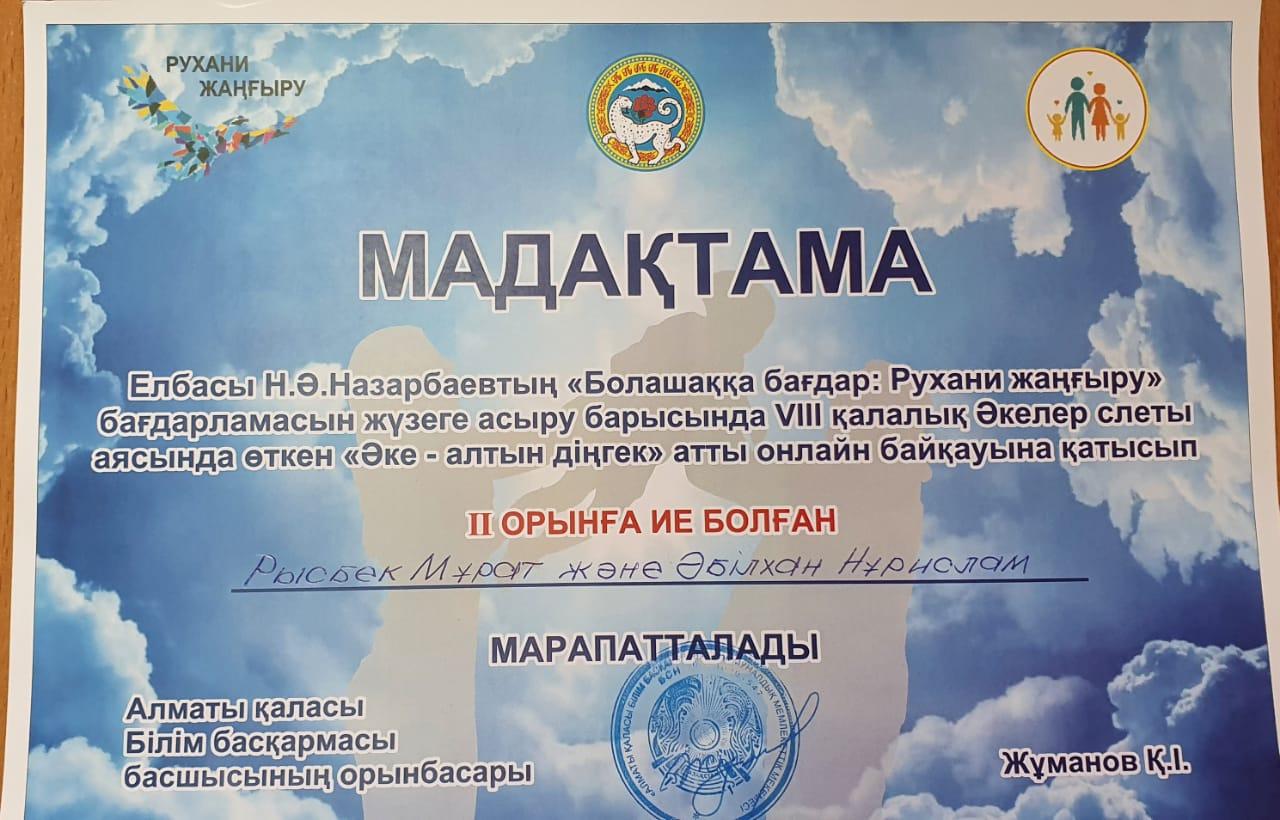 РУХАНИ
ЖАҢҒЫРУ
МАДАҚТАМА
Елбасы Н.Ә.Назарбаевтың «Болашаққа бағдар: Рухани жаңғыру»
бағдарламасын жүзеге асыру барысында VIII қалалық Әкелер слеты
аясында өткен «Әке - алтын діңгек» атты онлайн байқауына қатысып
II ОРЫНҒА ИЕ БОЛҒАН
Рысбек Мұрат және Әбілхан Нұрислам
МАРАПАТТАЛАДЫ
Алматы қаласы
Білім басқармасы
басшысының орынбасары
Жұманов Қ.І.